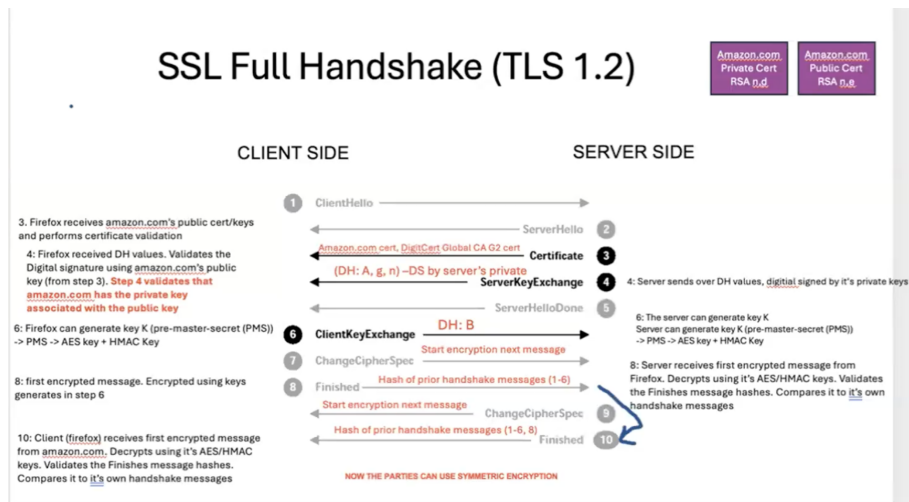 SSL Full Handshake (TLS 1.2)
Amazon.com
Private Cert
RSA n,d
Amazon.com
Public Cert
RSA n,e
CLIENT SIDE
SERVER SIDE
1 ClientHello
ServerHello 2
3. Firefox receives amazon.com's public cert/keys
and performs certificate validation
Amazon.com cert, DigitCert Global CA G2 cert
Certificate 3
4: Firefox received DH values. Validates the
Digital signature using amazon.com's public
key (from step 3). Step 4 validates that
amazon.com has the private key
associated with the public key
(DH: A, g, n) –DS by server's private
ServerKeyExchange 4
4: Server sends over DH values, digitial signed by it's private keys
ServerHelloDone 5
6: Firefox can generate key K (pre-master-secret (PMS))
-> PMS -> AES key + HMAC Key
6 ClientKeyExchange
DH: B
6: The server can generate key K
Server can generate key K (pre-master-secret (PMS))
-> PMS -> AES key + HMAC Key
7 ChangeCipherSpec
Start encryption next message
8: first encrypted message. Encrypted using keys
generates in step 6
8 Finished
Hash of prior handshake messages (1-6)
8: Server receives first encrypted message from
Firefox. Decrypts using it's AES/HMAC keys. Validates
the Finishes message hashes. Compares it to it's own
handshake messages
Start encryption next message
ChangeCipherSpec 9
10: Client (firefox) receives first encrypted message
from amazon.com. Decrypts using it's AES/HMAC
keys. Validates the Finishes message hashes.
Compares it to it's own handshake messages
Hash of prior handshake messages (1-6, 8)
Finished 10
NOW THE PARTIES CAN USE SYMMETRIC ENCRYPTION